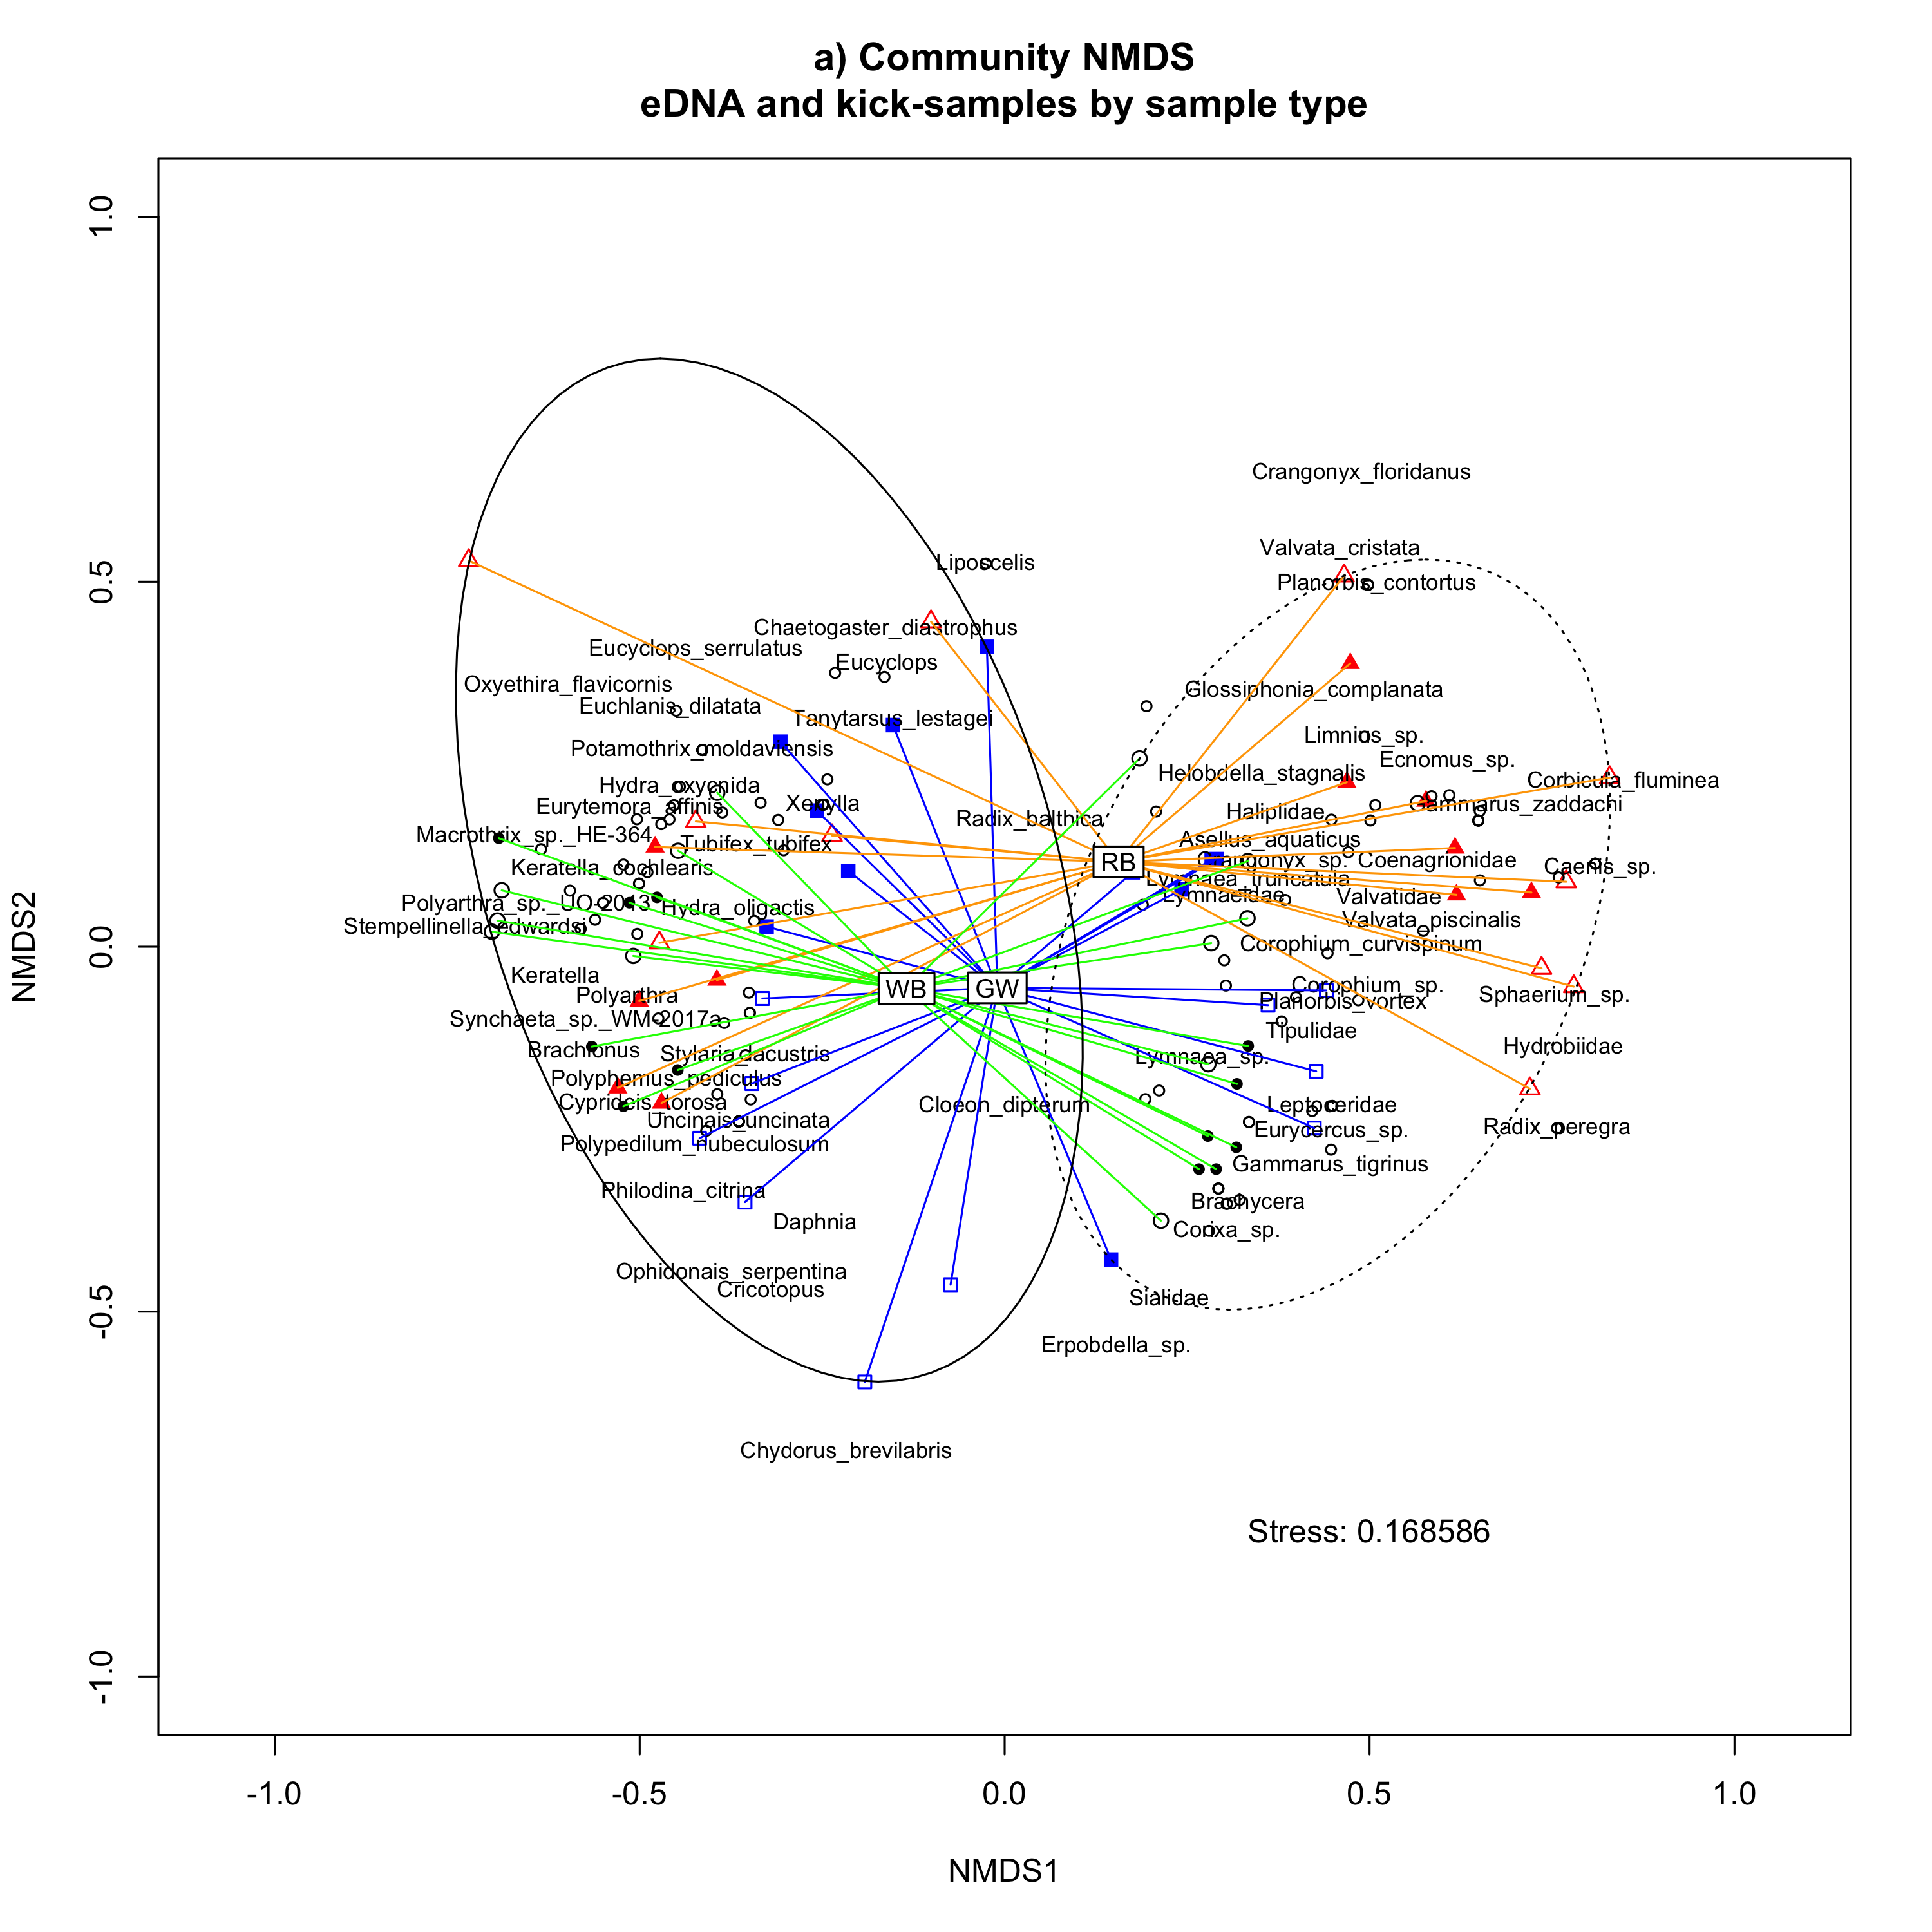 a) Community NMDS
eDNA and kick-samples by sample type
NMDS2
1.0
0.5
0.0
-0.5
-1.0
Crangonyx_floridanus
Valvata_cristata
Liposcelis
Planorbis_contortus
Chaetogaster_diastrophus
Eucyclops_serrulatus
Eucyclops
Oxyethira_flavicornis
Glossiphonia_complanata
Euchlanis_dilatata
Tanytarsus_lestagei
Limnius_sp.
Potamothrix_moldaviensis
Ecnomus_sp.
Helobdella_stagnalis
Corbicula_fluminea
Hydra_oxycnida
Xenylla
Gammarus_zaddachi
Eurytemora_affinis
Halipiidae
Radix_balthica
Macrothrix_sp._HE-364
Tubifex_tubifex
Asellus_aquaticus
RB
Crangonyx_sp.
Coenagrionidae
Keratella_cochlearis
Caenis_sp.
Lymnaea_truncatula
Lymnaeidae
Valvatidae
Polyarthra_sp._UO-2013
Hydra_oligactis
Valvata_piscinalis
Stempellinella_edwardsi
Corophium_curvispinum
Keratella
WB
GW
Corophium_sp.
Polyarthra
Sphaerium_sp.
Planorbis_vortex
Synchaeta_sp._WM-2017a
Tipulidae
Brachionus
Hydrobiidae
Stylaria_lacustris
Lymnaea_sp.
Polyphemus_pediculus
Cyprideis_torosa
Cloeon_dipterum
Leptoceridae
Uncinais_uncinata
Radix_peregra
Eurycercus_sp.
Polypedilum_nubeculosum
Gammarus_tigrinus
Philodina_citrina
Brachycera
Daphnia
Corixa_sp.
Ophidonais_serpentina
Cricotopus
Sialidae
Erpobdella_sp.
Chydorus_brevilabris
Stress: 0.168586
-1.0
-0.5
0.0
0.5
1.0
NMDS1